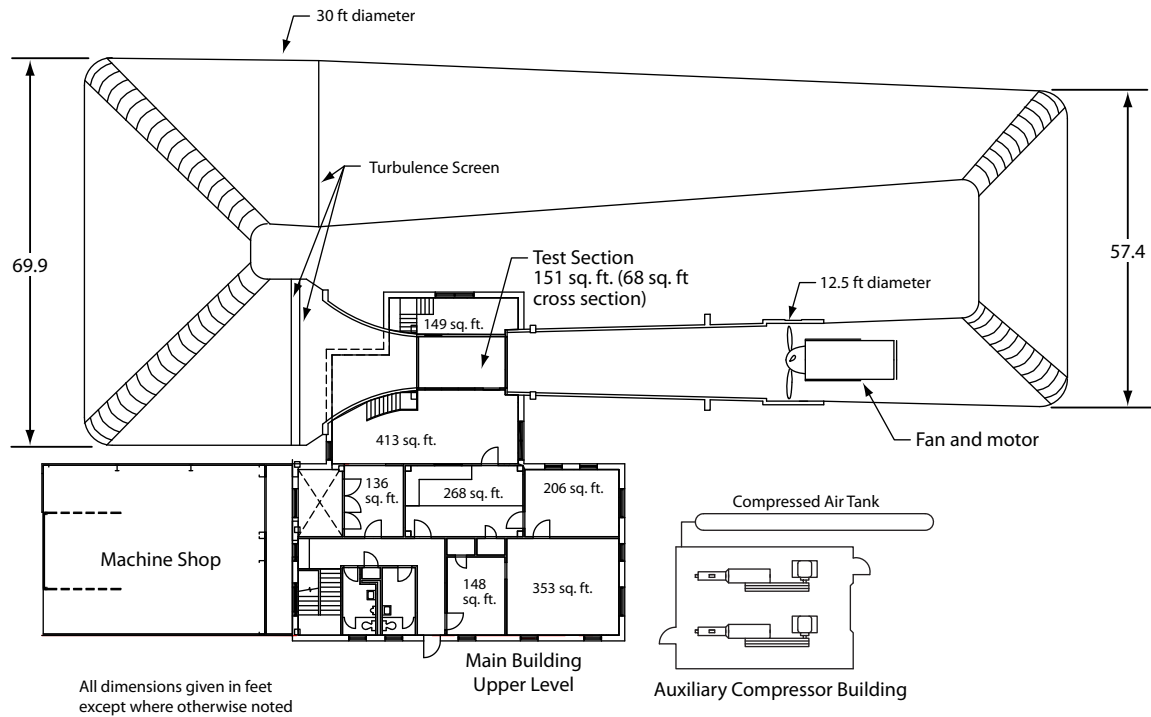 30 ft diameter
Turbulence Screen
69.9
57.4
Test Section
151 sq. ft. (68 sq. ft
cross section)
12.5 ft diameter
149 sq. ft.
Fan and motor
413 sq. ft.
136
sq. ft.
268 sq. ft.
206 sq. ft.
Compressed Air Tank
Machine Shop
148
sq. ft.
353 sq. ft.
Main Building
Upper Level
Auxiliary Compressor Building
All dimensions given in feet
except where otherwise noted